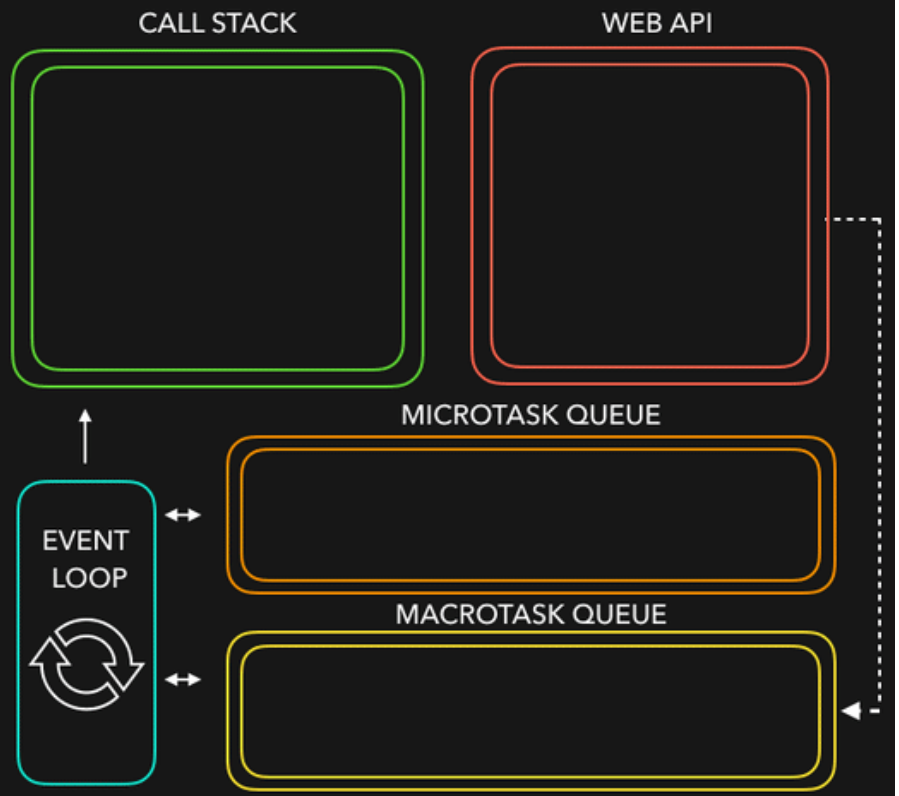 CALL STACK
WEB API
MICROTASK QUEUE
EVENT
LOOP
MACROTASK QUEUE